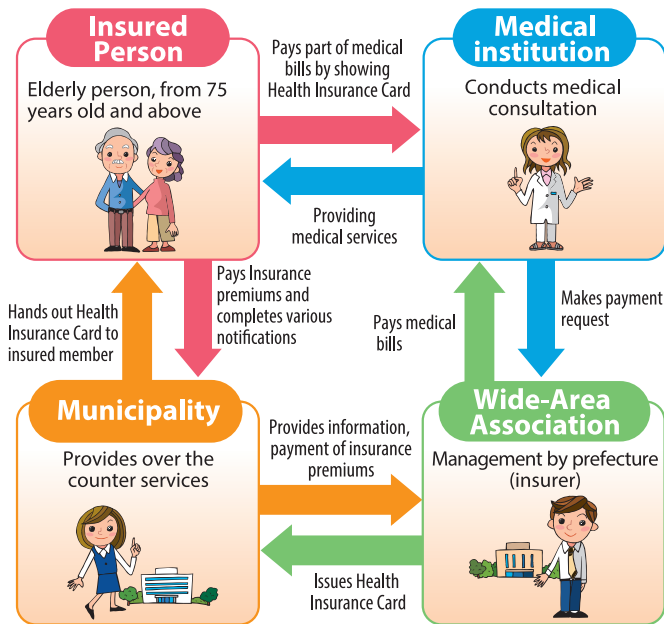 Insured
Person
Elderly person, from 75
years old and above
Pays part of medical
bills by showing
Health Insurance Card
Medical
institution
Conducts medical
consultation
Providing
medical services
Hands out Health
Insurance Card to
insured member
Pays Insurance
premiums and
completes various
notifications
Pays medical
bills
Makes payment
request
Municipality
Provides over the
counter services
Provides information,
payment of insurance
premiums
Wide-Area
Association
Management by prefecture
(insurer)
Issues Health
Insurance Card